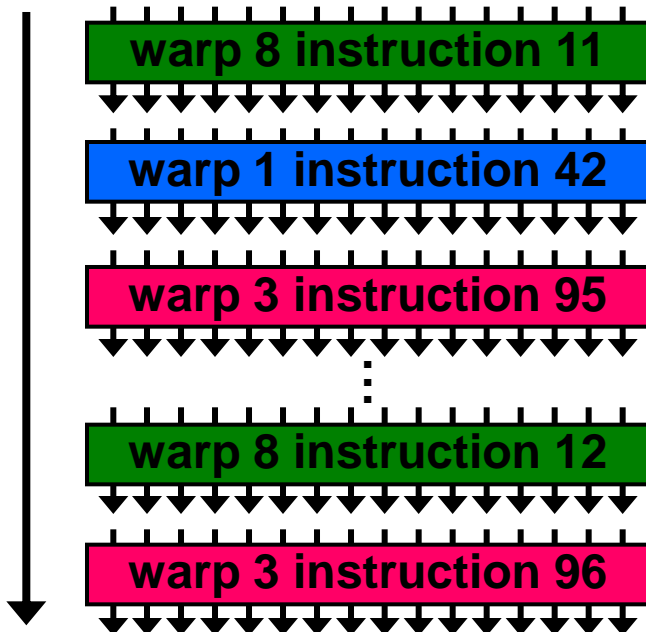 warp 8 instruction 11
warp 1 instruction 42
warp 3 instruction 95
warp 8 instruction 12
warp 3 instruction 96